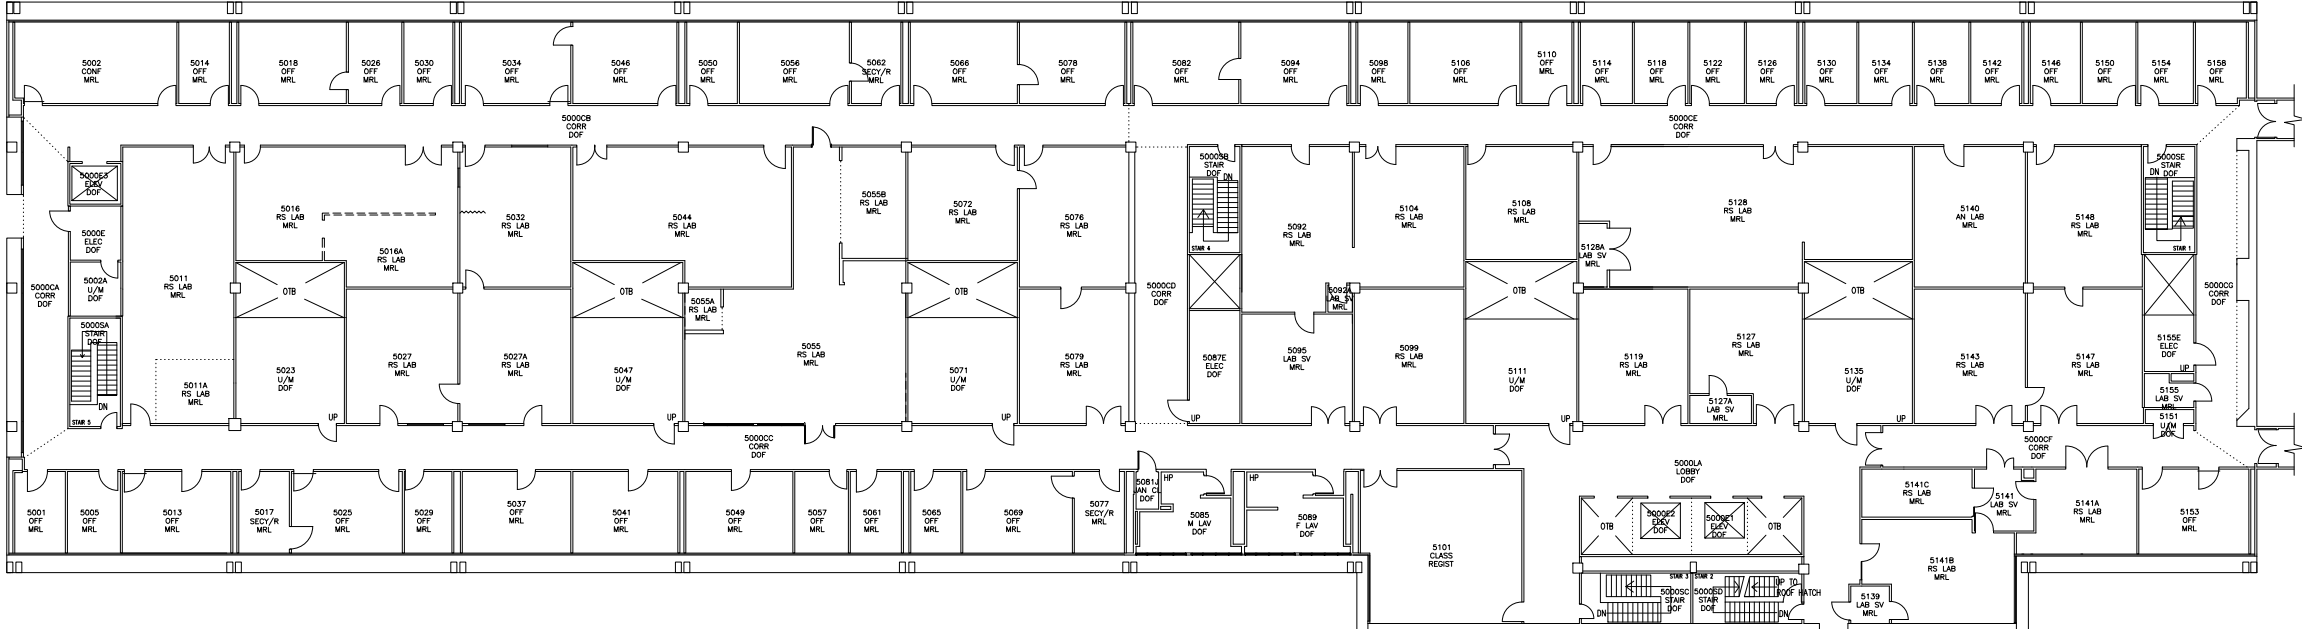 5002
CONF
MRL
5014
OFF
MRL
5018
OFF
MRL
5026
OFF
MRL
5030
OFF
MRL
5034
OFF
MRL
5046
OFF
MRL
5050
OFF
MRL
5056
OFF
MRL
5062
SECY/R
MRL
5066
OFF
MRL
5078
OFF
MRL
5082
OFF
MRL
5094
OFF
MRL
5098
OFF
MRL
5106
OFF
MRL
5110
OFF
MRL
5114
OFF
MRL
5118
OFF
MRL
5122
OFF
MRL
5126
OFF
MRL
5130
OFF
MRL
5134
OFF
MRL
5138
OFF
MRL
5142
OFF
MRL
5146
OFF
MRL
5150
OFF
MRL
5154
OFF
MRL
5158
OFF
MRL
5000CB
CORR
DOF
5000CE
CORR
DOF
5000E3
ELEV
DOF
5000E
ELEC
DOF
5002A
U/M
DOF
5000CA
CORR
DOF
5000SA
STAIR
DOF
DN
STAIR 5
5011
RS LAB
MRL
5011A
RS LAB
MRL
5016
RS LAB
MRL
5016A
RS LAB
MRL
OTB
5023
U/M
DOF
UP
5027
RS LAB
MRL
5032
RS LAB
MRL
5027A
RS LAB
MRL
5044
RS LAB
MRL
OTB
5047
U/M
DOF
UP
5055A
RS LAB
MRL
5055
RS LAB
MRL
5055B
RS LAB
MRL
5072
RS LAB
MRL
OTB
5071
U/M
DOF
UP
5076
RS LAB
MRL
5079
RS LAB
MRL
5000CD
CORR
DOF
5000SB
STAIR
DOF
DN
STAIR 4
5087E
ELEC
DOF
UP
5092
RS LAB
MRL
5092A
LAB SV
MRL
5095
LAB SV
MRL
5104
RS LAB
MRL
5099
RS LAB
MRL
5108
RS LAB
MRL
OTB
5111
U/M
DOF
UP
5128
RS LAB
MRL
5128A
LAB SV
MRL
5119
RS LAB
MRL
5127
RS LAB
MRL
5127A
LAB SV
MRL
OTB
5135
U/M
DOF
UP
5140
AN LAB
MRL
5143
RS LAB
MRL
5148
RS LAB
MRL
5147
RS LAB
MRL
5000SE
STAIR
DOF
DN
STAIR 1
5155E
ELEC
DOF
UP
5155
LAB SV
MRL
5151
U/M
DOF
5000CG
CORR
DOF
5000CC
CORR
DOF
5000LA
LOBBY
DOF
5000CF
CORR
DOF
5001
OFF
MRL
5005
OFF
MRL
5013
OFF
MRL
5017
SECY/R
MRL
5025
OFF
MRL
5029
OFF
MRL
5037
OFF
MRL
5041
OFF
MRL
5049
OFF
MRL
5057
OFF
MRL
5061
OFF
MRL
5065
OFF
MRL
5069
OFF
MRL
5077
SECY/R
MRL
5081J
JAN CL
DOF
HP
5085
M LAV
DOF
HP
5089
F LAV
DOF
5101
CLASS
REGIST
OTB
5000E2
ELEV
DOF
5000E1
ELEV
DOF
OTB
STAIR 3
STAIR 2
5000SC
STAIR
DOF
DN
5000SD
STAIR
DOF
DN
UP TO
ROOF HATCH
5141C
RS LAB
MRL
5141
LAB SV
MRL
5141A
RS LAB
MRL
5153
OFF
MRL
5141B
RS LAB
MRL
5139
LAB SV
MRL